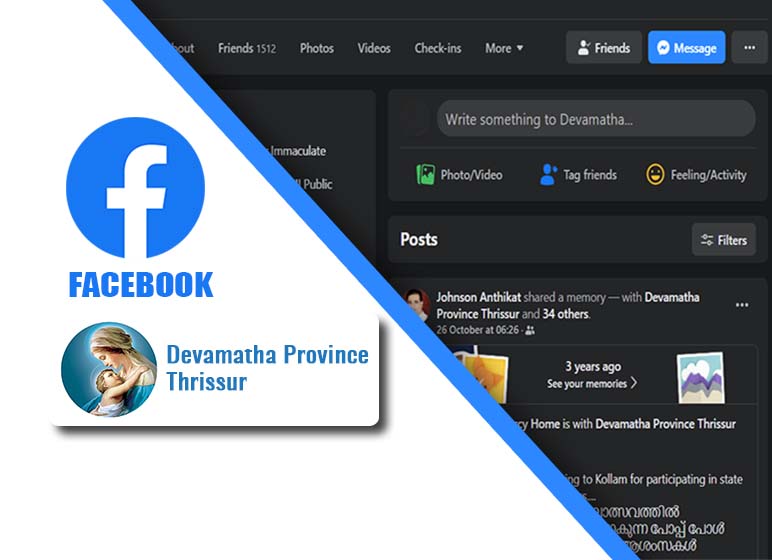 Friends 1512
Photos
Videos
Check-ins
More
Friends
Message
FACEBOOK
Devamatha Province
Thrissur
Immaculate
Public
Write something to Devamatha...
Photo/Video
Tag friends
Feeling/Activity
Posts
Filters
Johnson Anthikat shared a memory — with Devamatha
Province Thrissur and 34 others.
26 October at 06:26
3 years ago
See your memories
Home is with Devamatha Province Thrissur
to Kollam for participating in state
പോപ്പ് പോൾ
ആശംസകൾ